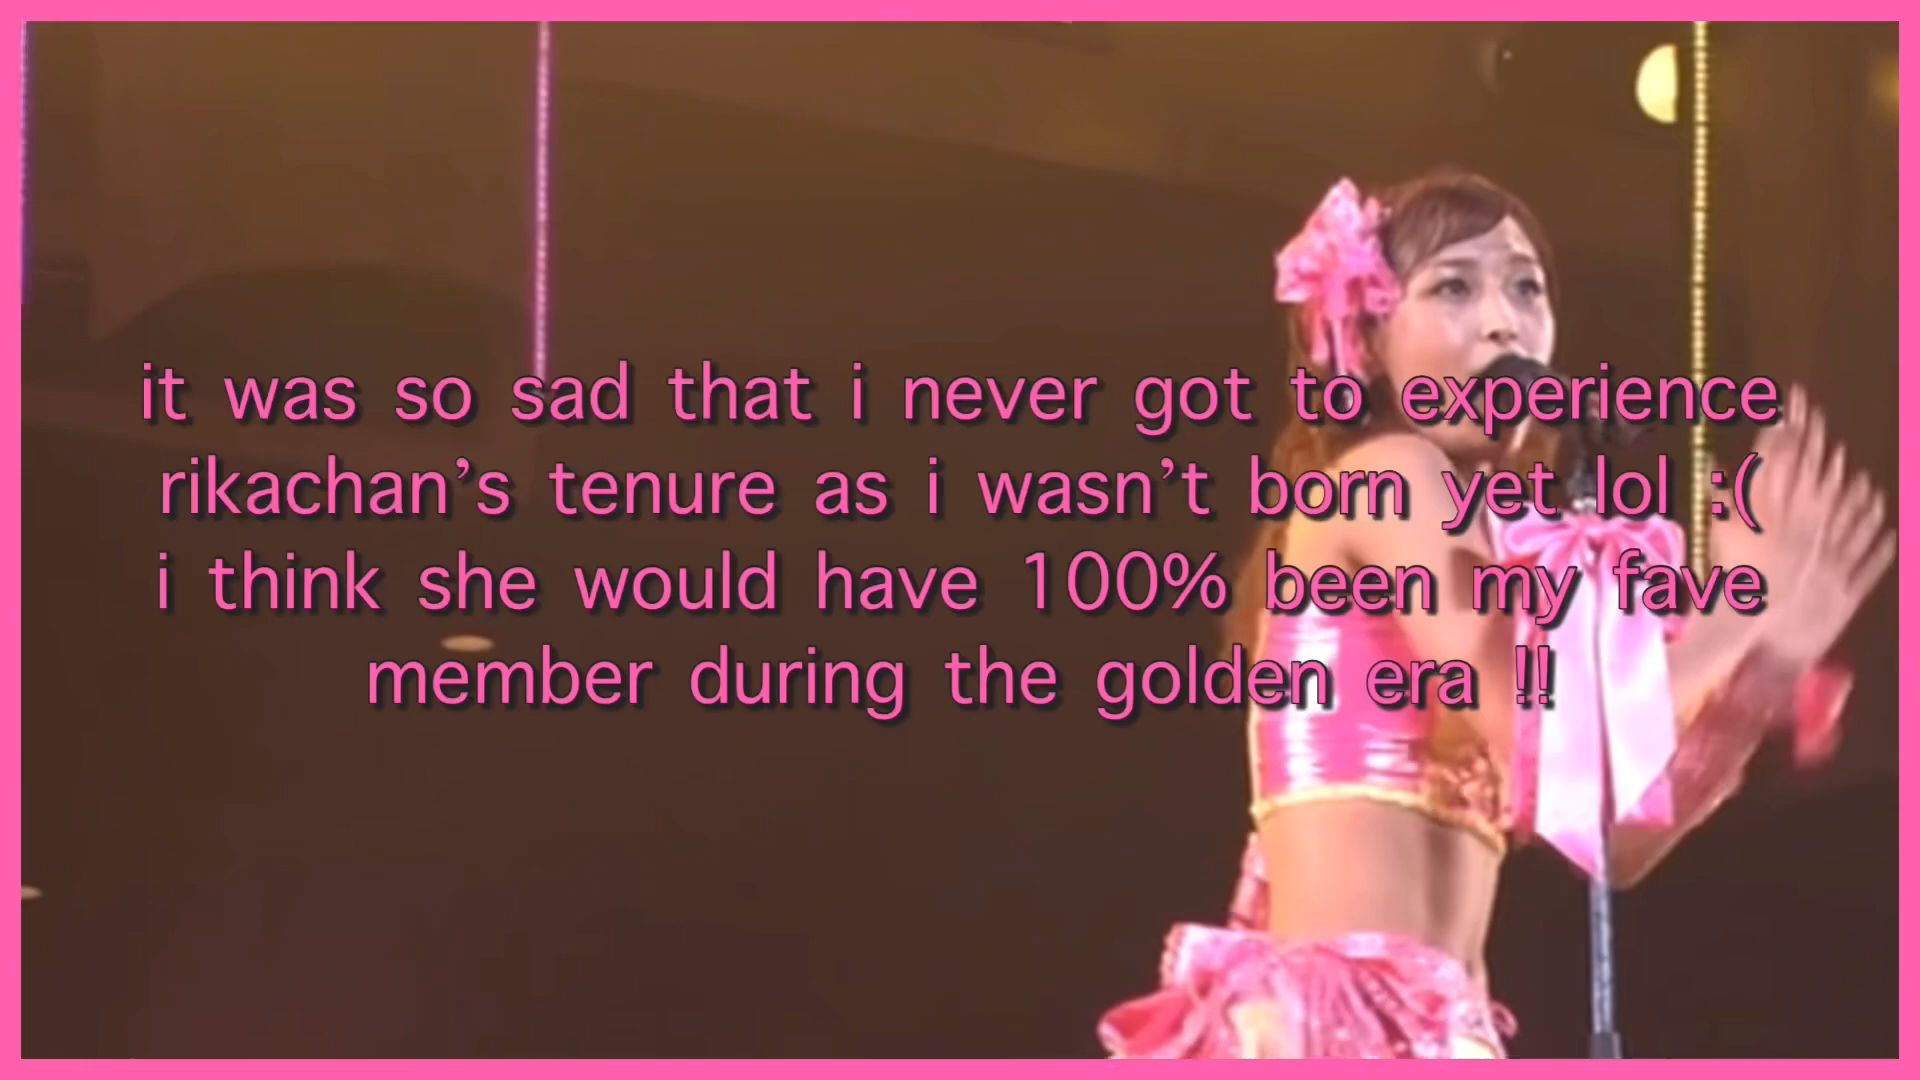 it was so sad that i never got to experience
rikachan’s tenure as i wasn’t born yet lol :(
i think she would have 100% been my fave
member during the golden era !!